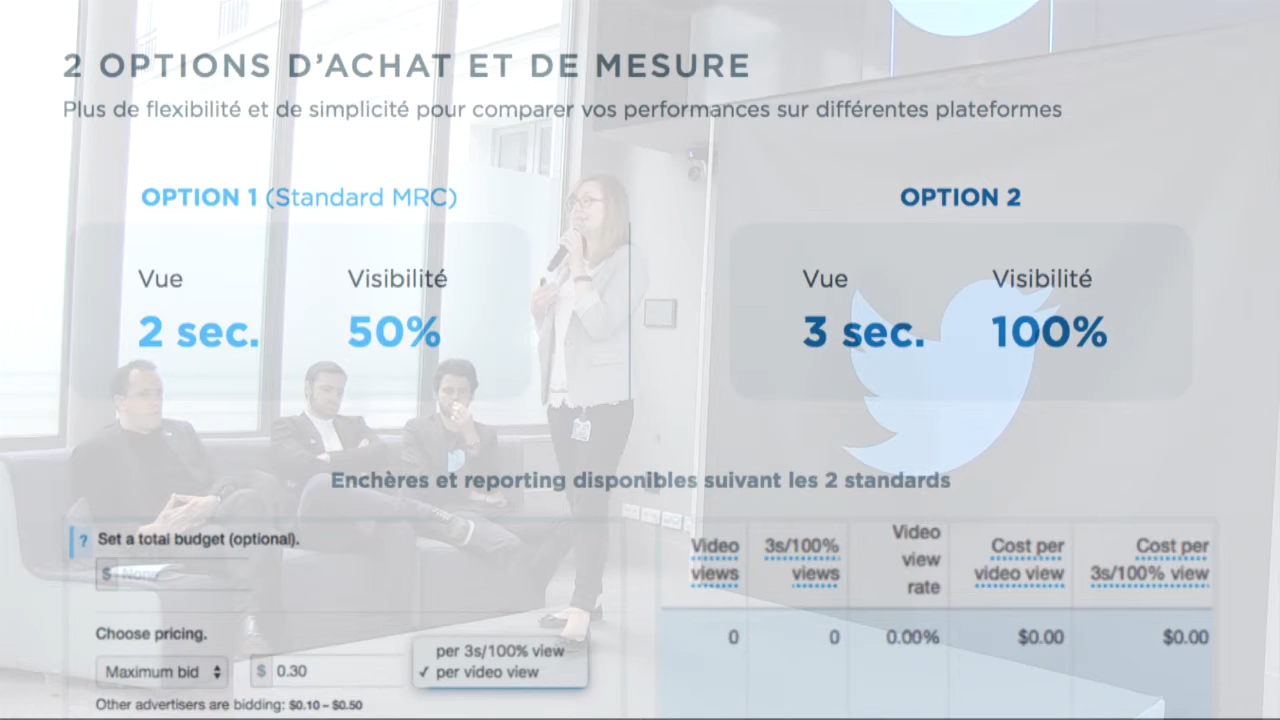 2 OPTIONS D'ACHAT ET DE MESURE
Plus de flexibilité et de simplicité pour comparer vos performances sur différentes plateformes
OPTION 1 (Standard MRC)
Vue
Visibilité
2 sec.
50%
OPTION 2
Vue
Visibilité
3 sec.
100%
Enchères et reporting disponibles suivant les 2 standards
? Set a total budget (optional).
$ None
Choose pricing.
Maximum bid
$ 0.30
per 3s/100% view
✓ per video view
Other advertisers are bidding: $0.10 – $0.50
Video views
3s/100% views
Video view rate
Cost per video view
Cost per 3s/100% view
0
0
0.00%
$0.00
$0.00